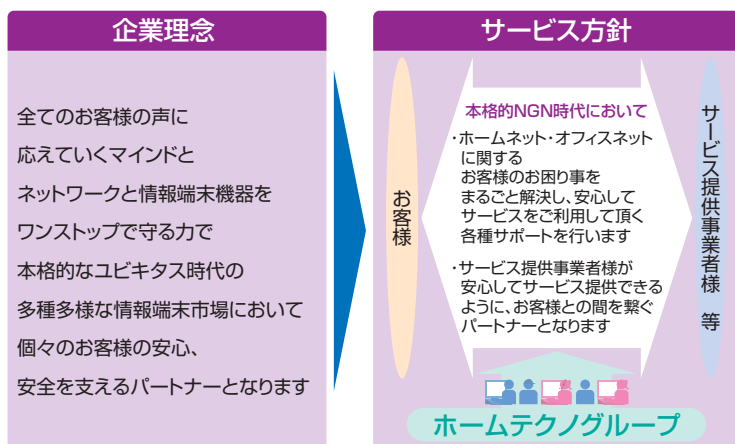 企業理念
全てのお客様の声に
応えていくマインドと
ネットワークと情報端末機器を
ワンストップで守る力で
本格的なユビキタス時代の
多種多様な情報端末市場において
個々のお客様の安心、
安全を支えるパートナーとなります
サービス方針
お客様
本格的NGN時代において
・ホームネット・オフィスネット
に関する
お客様のお困り事を
まるごと解決し、安心して
サービスをご利用して頂く
各種サポートを行います
・サービス提供事業者様が
安心してサービス提供できる
ように、お客様との間を繋ぐ
パートナーとなります
サービス提供事業者様 等
ホームテクノグループ